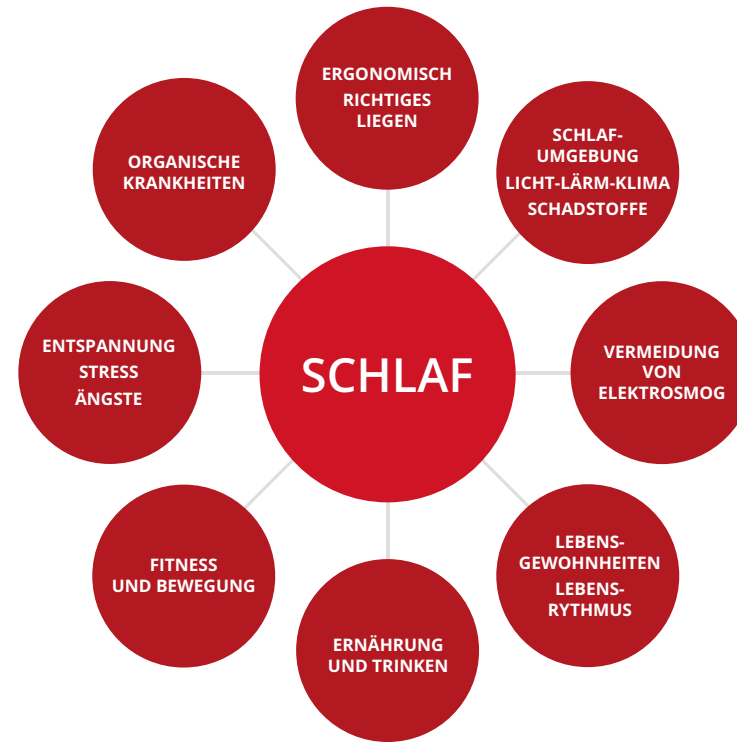 ERGONOMISCH
RICHTIGES
LIEGEN
SCHLAF-
UMGEBUNG
LICHT-LÄRM-KLIMA
SCHADSTOFFE
VERMEIDUNG
VON
ELEKTROSMOG
LEBENS-
GEWOHNHEITEN
LEBENS-
RYTHMUS
ERNÄHRUNG
UND TRINKEN
FITNESS
UND BEWEGUNG
ENTSPANNUNG
STRESS
ÄNGSTE
ORGANISCHE
KRANKHEITEN
SCHLAF